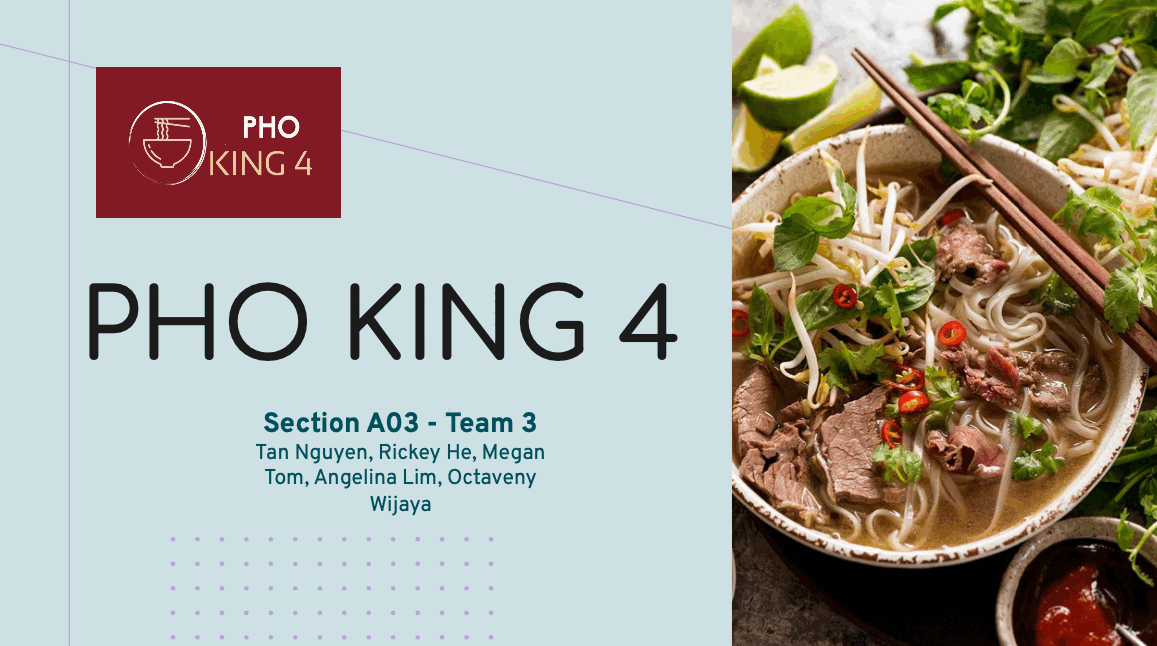 PHO
KING 4
PHO KING 4
Section A03 - Team 3
Tan Nguyen, Rickey He, Megan
Tom, Angelina Lim, Octaveny
Wijaya